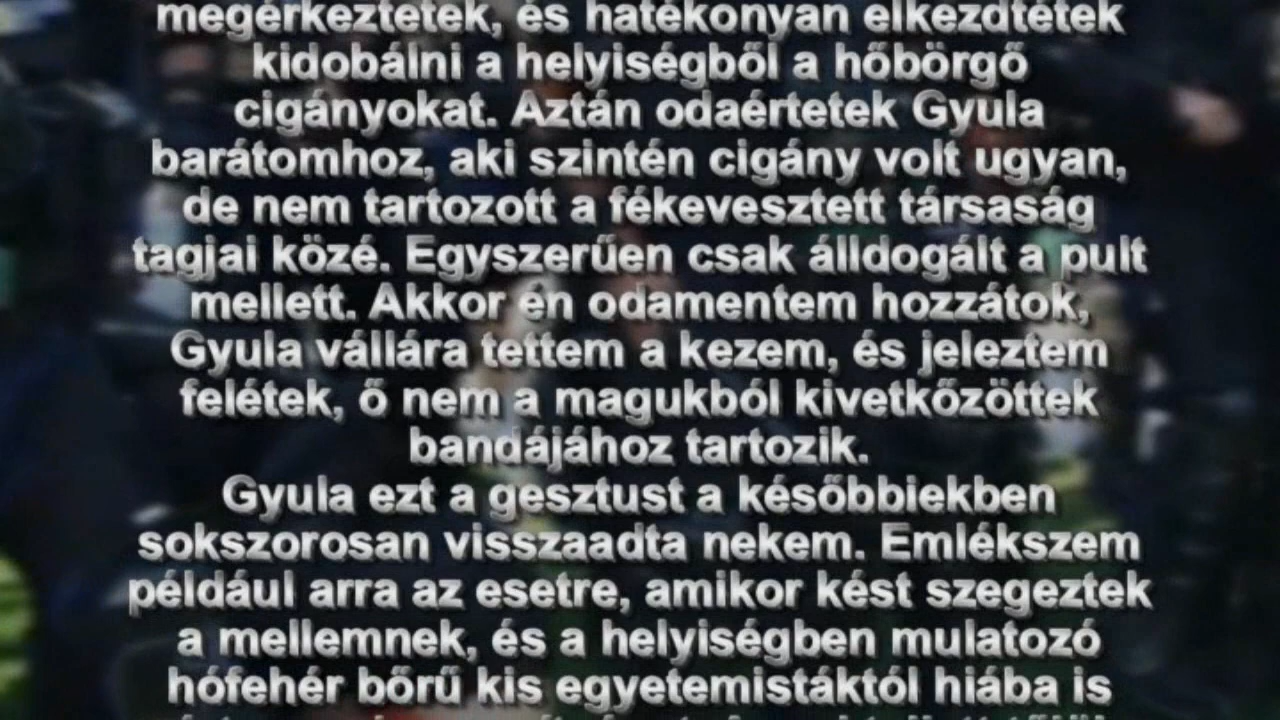 megérkeztetek, és hatékonyan elkezdtétek
kidobálni a helyiségből a hőbörgő
cigányokat. Aztán odaértetek Gyula
barátomhoz, aki szintén cigány volt ugyan,
de nem tartozott a fékevesztett társaság
tagjai közé. Egyszerűen csak álldogált a pult
mellett. Akkor én odamentem hozzátok,
Gyula vállára tettem a kezem, és jeleztem
felétek, ő nem a magukból kivetkőzöttek
bandájához tartozik.
Gyula ezt a gesztust a későbbiekben
sokszorosan visszaadta nekem. Emlékszem
például arra az esetre, amikor kést szegeztek
a mellemnek, és a helyiségben mulatozó
hófehér bőrű kis egyetemistáktól hiába is